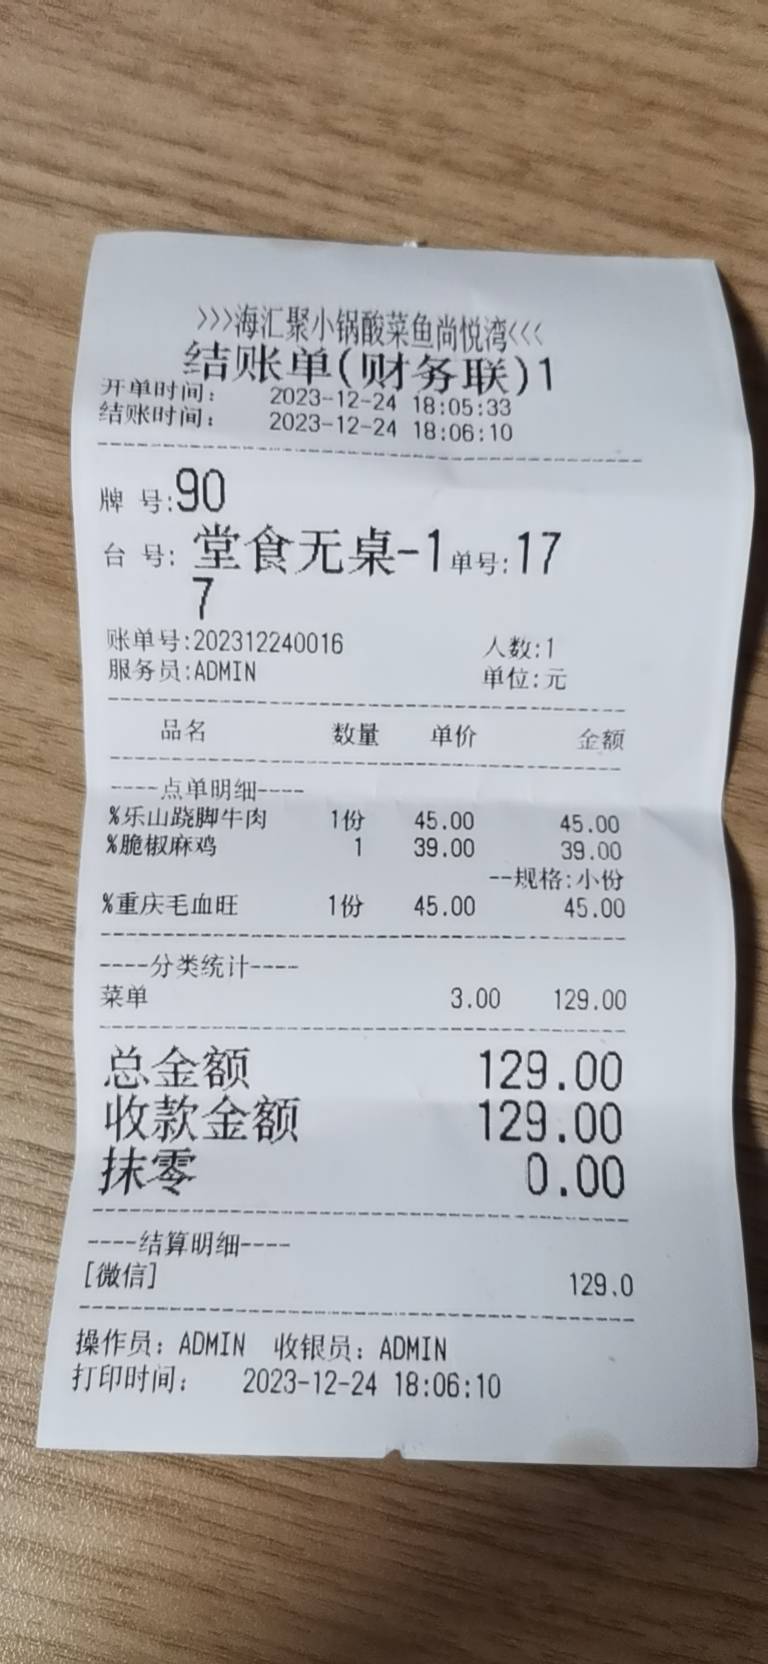 >>>海汇聚小锅酸菜鱼尚悦湾<<<
结账单(财务联)1
开单时间: 2023-12-24 18:05:33
结账时间: 2023-12-24 18:06:10
牌 号:90
台 号: 堂食无桌-1 单号:17
7
账单号:202312240016 人数:1
服务员:ADMIN 单位:元
品名 数量 单价 金额
----点单明细----
%乐山跷脚牛肉 1份 45.00 45.00
%脆椒麻鸡 1 39.00 39.00
--规格:小份
%重庆毛血旺 1份 45.00 45.00
----分类统计----
菜单 3.00 129.00
总金额 129.00
收款金额 129.00
抹零 0.00
----结算明细----
[微信] 129.0
操作员: ADMIN 收银员: ADMIN
打印时间: 2023-12-24 18:06:10